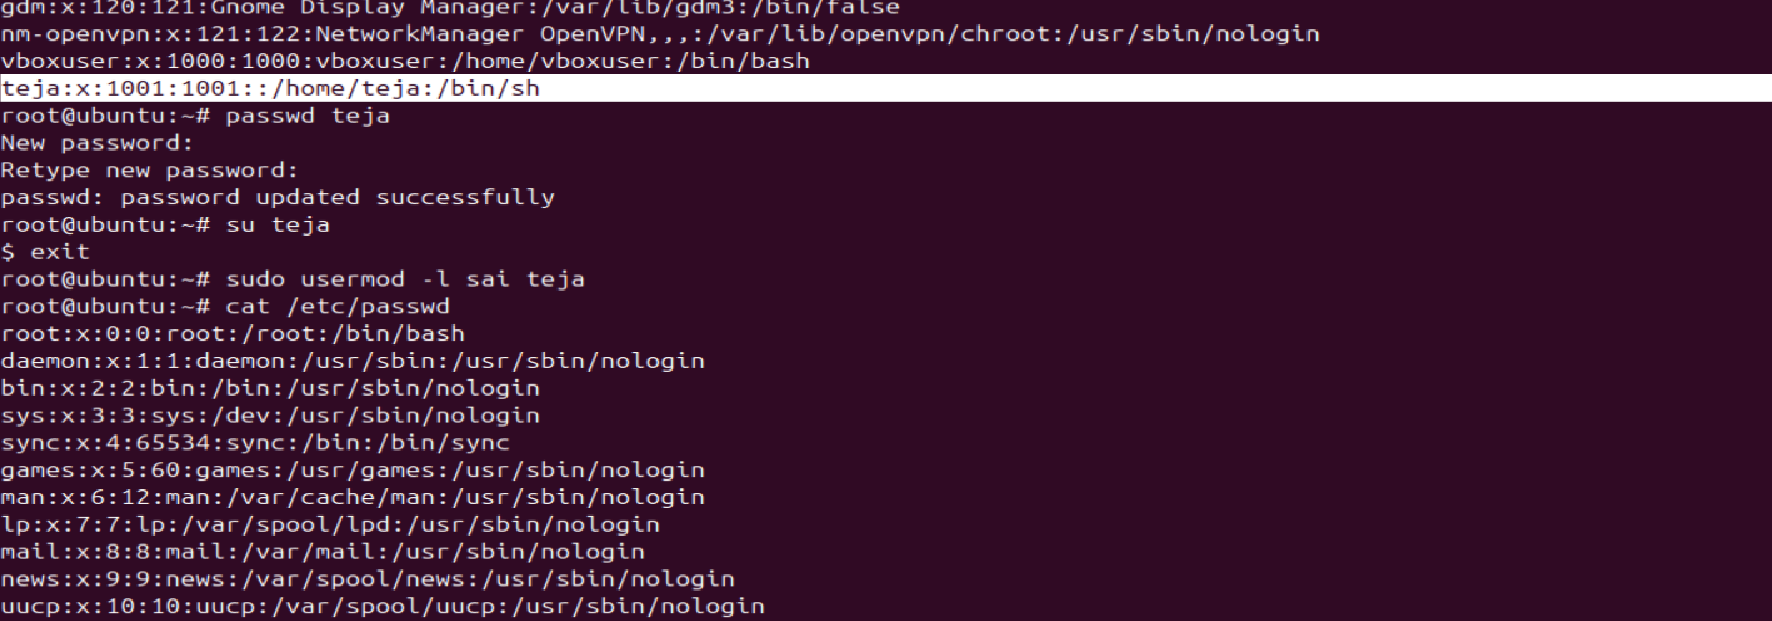 gdm:x:120:121:Gnome Display Manager:/var/lib/gdm3:/bin/false
nm-openvpn:x:121:122:NetworkManager OpenVPN,,,:/var/lib/openvpn/chroot:/usr/sbin/nologin
vboxuser:x:1000:1000:vboxuser:/home/vboxuser:/bin/bash
teja:x:1001:1001::/home/teja:/bin/sh
root@ubuntu:~# passwd teja
New password:
Retype new password:
passwd: password updated successfully
root@ubuntu:~# su teja
$ exit
root@ubuntu:~# sudo usermod -l sai teja
root@ubuntu:~# cat /etc/passwd
root:x:0:0:root:/root:/bin/bash
daemon:x:1:1:daemon:/usr/sbin:/usr/sbin/nologin
bin:x:2:2:bin:/bin:/usr/sbin/nologin
sys:x:3:3:sys:/dev:/usr/sbin/nologin
sync:x:4:65534:sync:/bin:/bin/sync
games:x:5:60:games:/usr/games:/usr/sbin/nologin
man:x:6:12:man:/var/cache/man:/usr/sbin/nologin
lp:x:7:7:lp:/var/spool/lpd:/usr/sbin/nologin
mail:x:8:8:mail:/var/mail:/usr/sbin/nologin
news:x:9:9:news:/var/spool/news:/usr/sbin/nologin
uucp:x:10:10:uucp:/var/spool/uucp:/usr/sbin/nologin